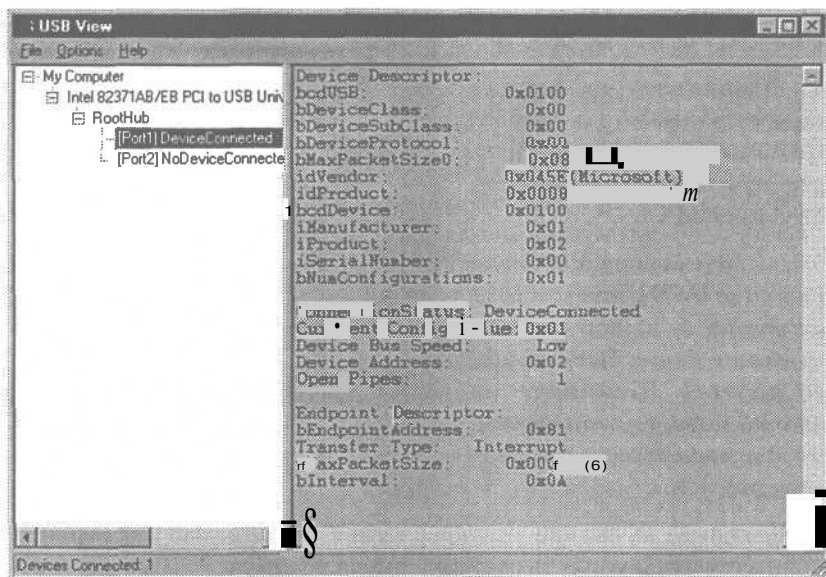 USB View
File Options Help
My Computer
Intel 82371AB/EB PCI to USB Univ
RootHub
[Port1] DeviceConnected
[Port2] NoDeviceConnecte
Device Descriptor:
bcdUSB: 0x0100
bDeviceClass: 0x00
bDeviceSubClass: 0x00
bDeviceProtocol: 0x00
bMaxPacketSize0: 0x08
idVendor: 0x045E (Microsoft)
idProduct: 0x0008
m
bcdDevice: 0x0100
iManufacturer: 0x01
iProduct: 0x02
iSerialNumber: 0x00
bNumConfigurations: 0x01
DeviceConnected
0x01
Device Bus Speed: Low
Device Address: 0x02
Open Pipes: 1
Endpoint Descriptor:
bEndpointAddress: 0x81
Transfer Type: Interrupt
axPacketSize: (6)
bInterval: 0x0A
§
Devices Connected: 1